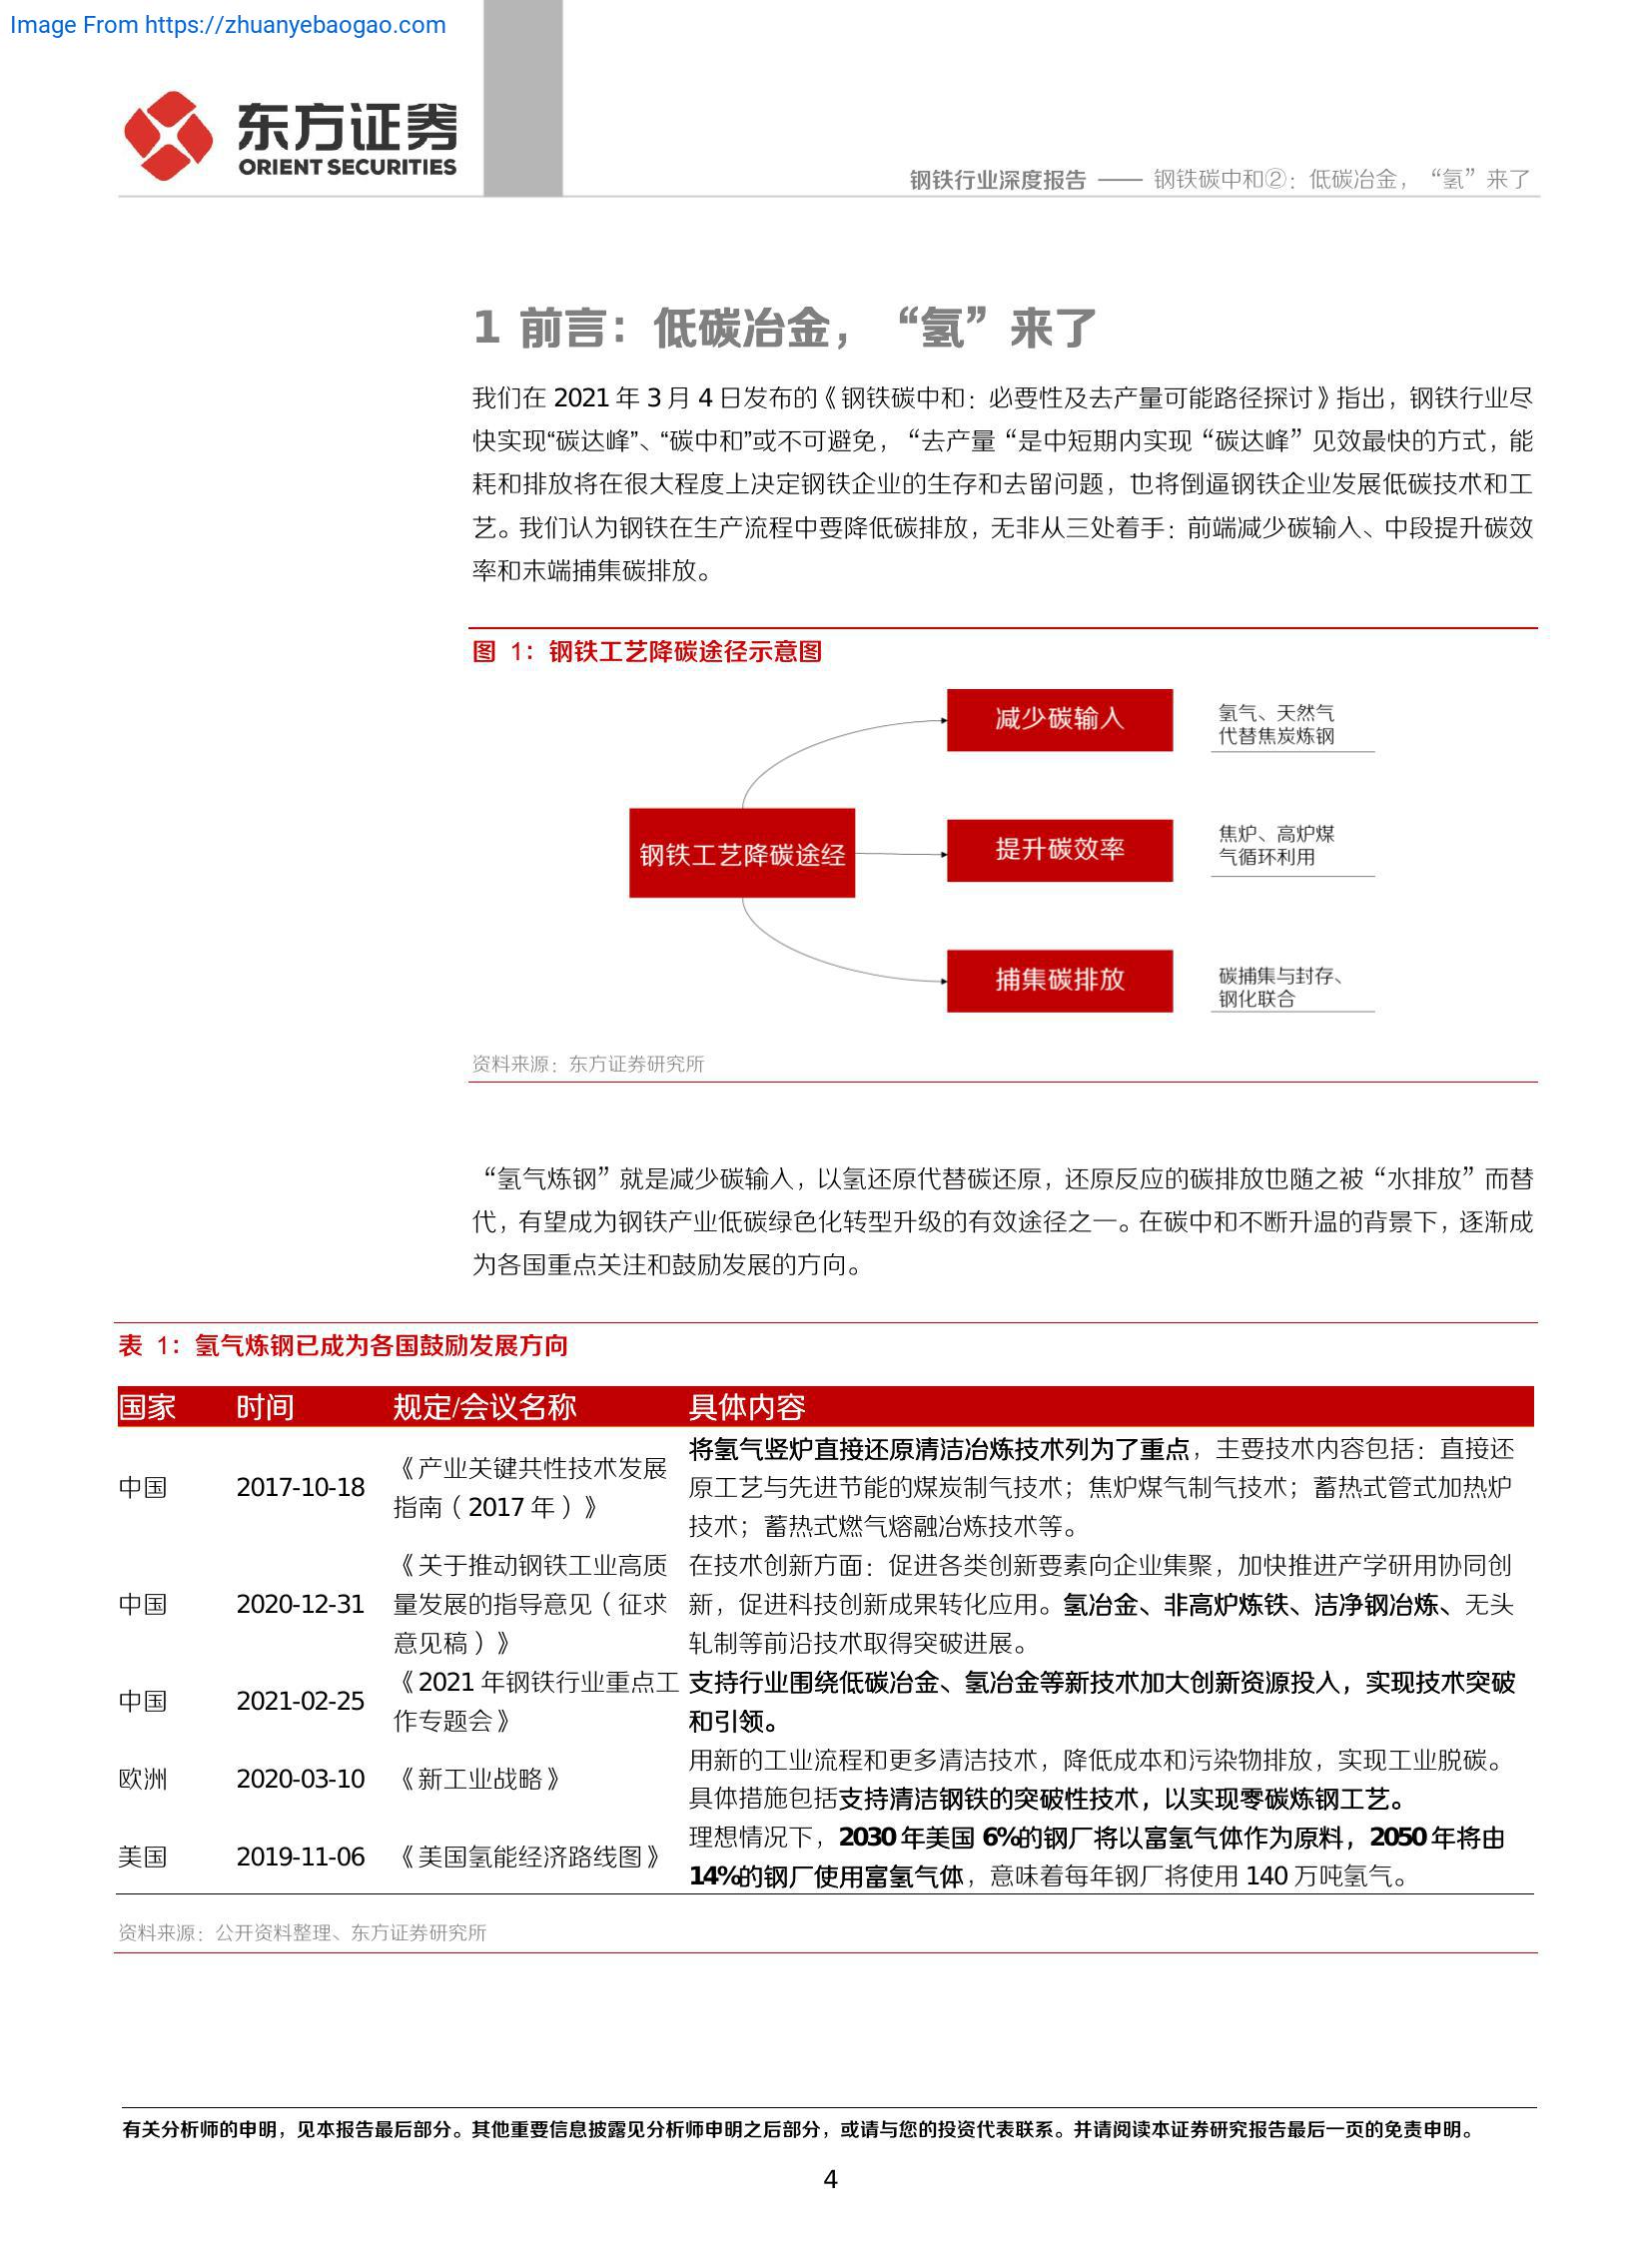 Image From https://zhuanyebaogao.com
东方证券
ORIENT SECURITIES
钢铁行业深度报告 —— 钢铁碳中和②：低碳冶金，“氢”来了
1 前言：低碳冶金，“氢”来了
我们在 2021 年 3 月 4 日发布的《钢铁碳中和：必要性及去产量可能路径探讨》指出，钢铁行业尽
快实现“碳达峰”、“碳中和”或不可避免，“去产量“是中短期内实现“碳达峰”见效最快的方式，能
耗和排放将在很大程度上决定钢铁企业的生存和去留问题，也将倒逼钢铁企业发展低碳技术和工
艺。我们认为钢铁在生产流程中要降低碳排放，无非从三处着手：前端减少碳输入、中段提升碳效
率和末端捕集碳排放。
图 1：钢铁工艺降碳途径示意图
减少碳输入
氢气、天然气
代替焦炭炼钢
钢铁工艺降碳途经
提升碳效率
焦炉、高炉煤
气循环利用
捕集碳排放
碳捕集与封存、
钢化联合
资料来源：东方证券研究所
“氢气炼钢”就是减少碳输入，以氢还原代替碳还原，还原反应的碳排放也随之被“水排放”而替
代，有望成为钢铁产业低碳绿色化转型升级的有效途径之一。在碳中和不断升温的背景下，逐渐成
为各国重点关注和鼓励发展的方向。
表 1：氢气炼钢已成为各国鼓励发展方向
国家 时间 规定/会议名称 具体内容
中国 2017-10-18
《产业关键共性技术发展
指南（2017 年）》
将氢气竖炉直接还原清洁冶炼技术列为了重点，主要技术内容包括：直接还
原工艺与先进节能的煤炭制气技术；焦炉煤气制气技术；蓄热式管式加热炉
技术；蓄热式燃气熔融冶炼技术等。
中国 2020-12-31
《关于推动钢铁工业高质
量发展的指导意见（征求
意见稿）》
在技术创新方面：促进各类创新要素向企业集聚，加快推进产学研用协同创
新，促进科技创新成果转化应用。氢冶金、非高炉炼铁、洁净钢冶炼、无头
轧制等前沿技术取得突破进展。
中国 2021-02-25
《2021 年钢铁行业重点工
作专题会》
支持行业围绕低碳冶金、氢冶金等新技术加大创新资源投入，实现技术突破
和引领。
欧洲 2020-03-10 《新工业战略》
用新的工业流程和更多清洁技术，降低成本和污染物排放，实现工业脱碳。
具体措施包括支持清洁钢铁的突破性技术，以实现零碳炼钢工艺。
美国 2019-11-06 《美国氢能经济路线图》
理想情况下，2030 年美国 6%的钢厂将以富氢气体作为原料，2050 年将由
14%的钢厂使用富氢气体，意味着每年钢厂将使用 140 万吨氢气。
资料来源：公开资料整理、东方证券研究所
有关分析师的申明，见本报告最后部分。其他重要信息披露见分析师申明之后部分，或请与您的投资代表联系。并请阅读本证券研究报告最后一页的免责申明。
4